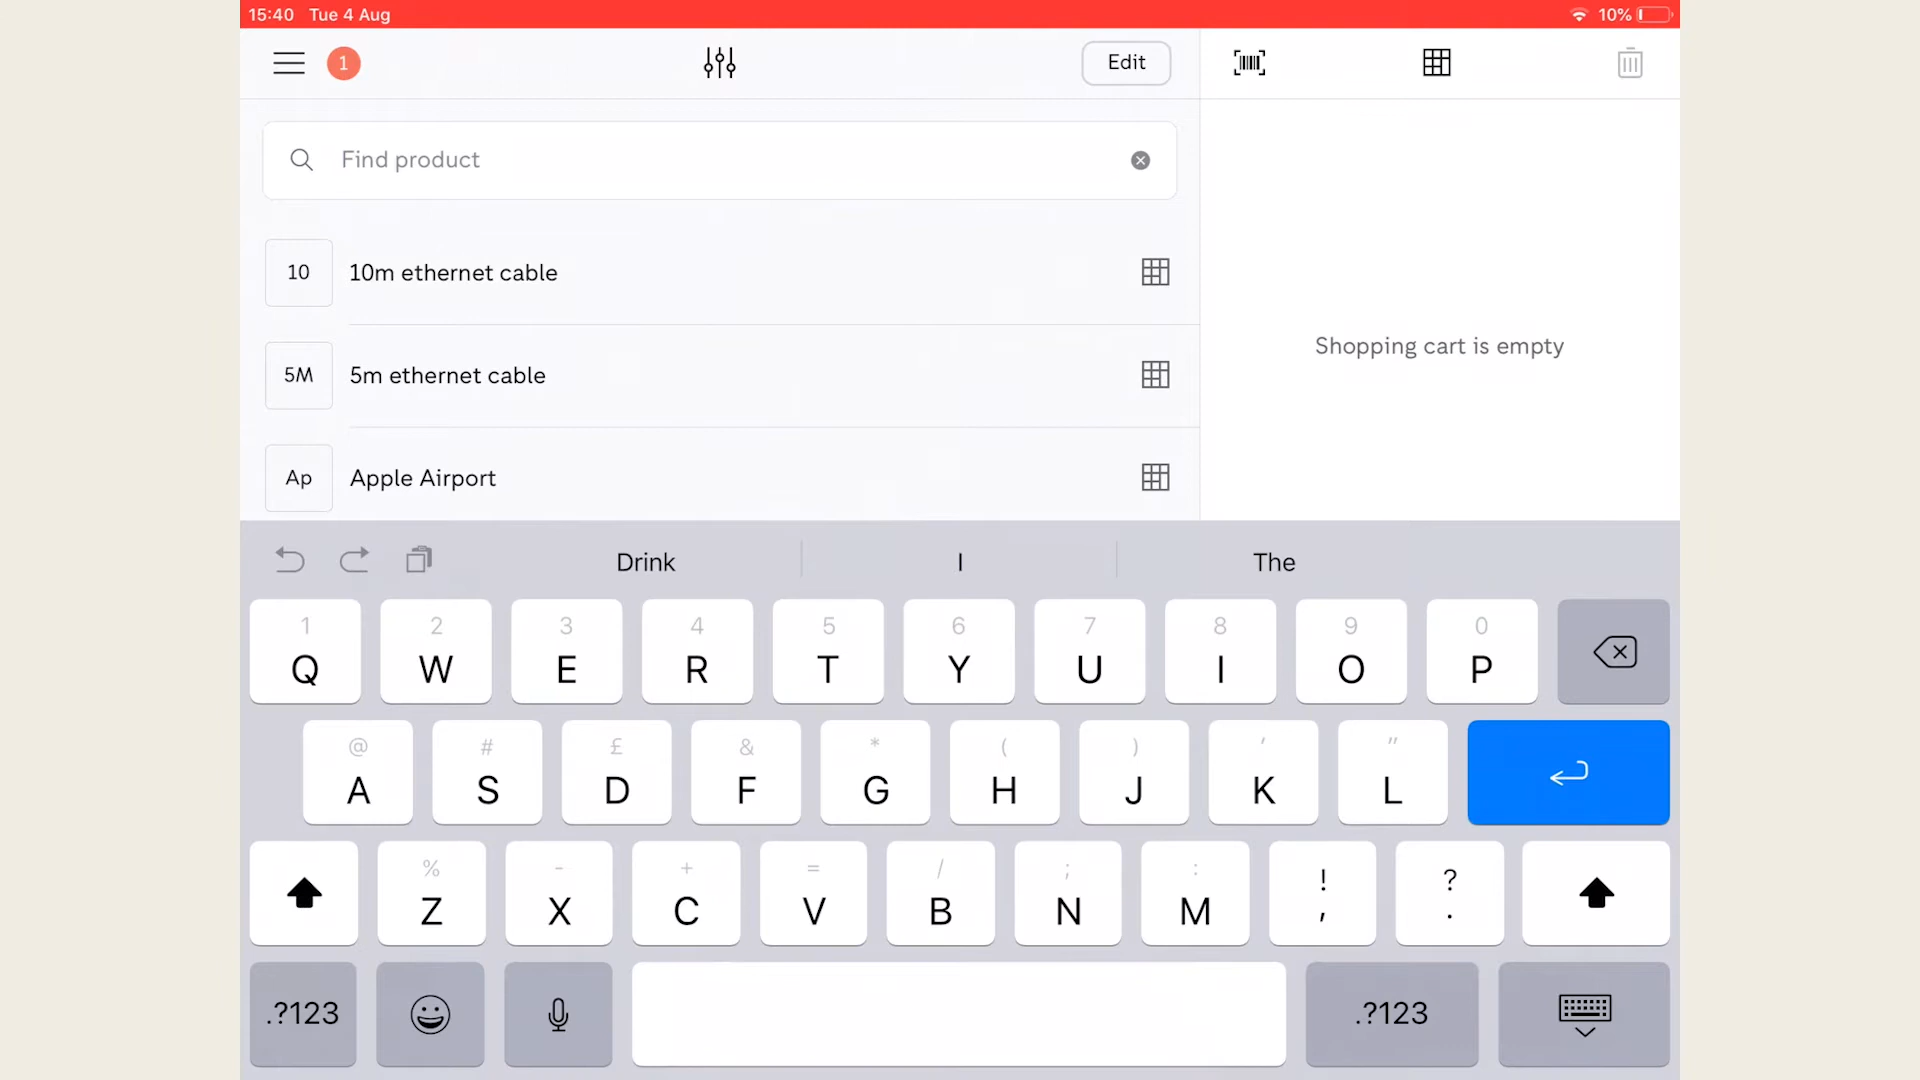 15:40 Tue 4 Aug 10%
1 Edit
Find product
10 10m ethernet cable
Shopping cart is empty
5M 5m ethernet cable
Ap Apple Airport
Drink I The
1 2 3 4 5 6 7 8 9 0
Q W E R T Y U I O P
@ # £ & * ( ) ' "
A S D F G H J K L
% - + = / ; : ! ?
Z X C V B N M , .
.?123 .?123